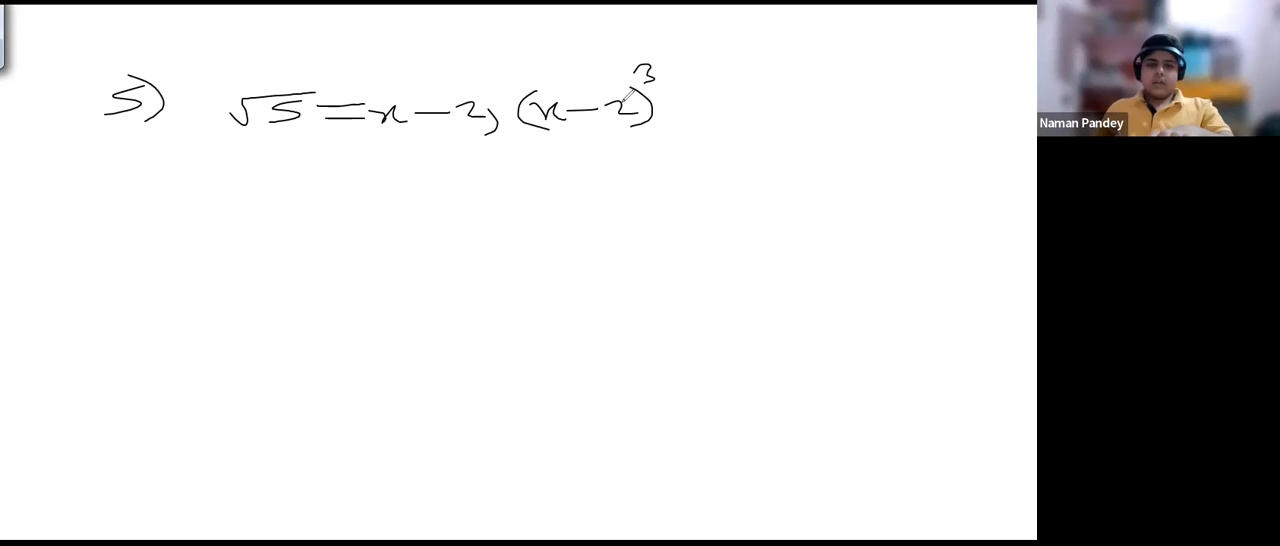 5) √5 = x - 2, (x - 2)³
Naman Pandey